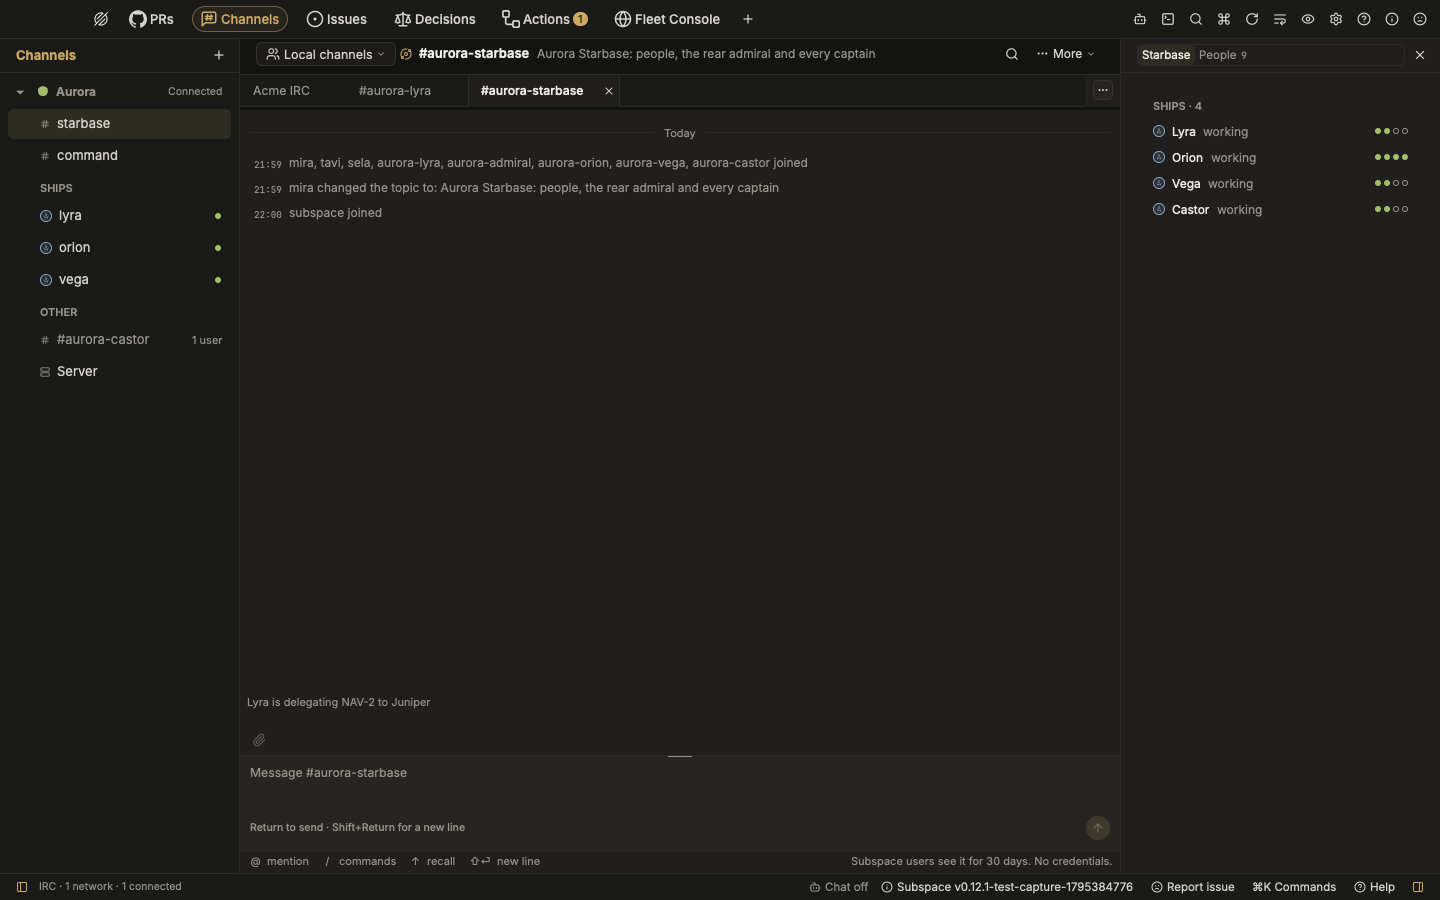 PRs
Channels
Issues
Decisions
Actions 1
Fleet Console
Channels
Local channels
#aurora-starbase Aurora Starbase: people, the rear admiral and every captain
More
Starbase People 9
Aurora Connected
# starbase
# command
SHIPS
lyra
orion
vega
OTHER
# #aurora-castor 1 user
Server
Acme IRC
#aurora-lyra
#aurora-starbase
Today
21:59 mira, tavi, sela, aurora-lyra, aurora-admiral, aurora-orion, aurora-vega, aurora-castor joined
21:59 mira changed the topic to: Aurora Starbase: people, the rear admiral and every captain
22:00 subspace joined
SHIPS · 4
Lyra working
Orion working
Vega working
Castor working
Lyra is delegating NAV-2 to Juniper
Message #aurora-starbase
Return to send · Shift+Return for a new line
@ mention / commands ↑ recall ⇧⏎ new line
Subspace users see it for 30 days. No credentials.
IRC · 1 network · 1 connected
Chat off
Subspace v0.12.1-test-capture-1795384776
Report issue
⌘K Commands
Help